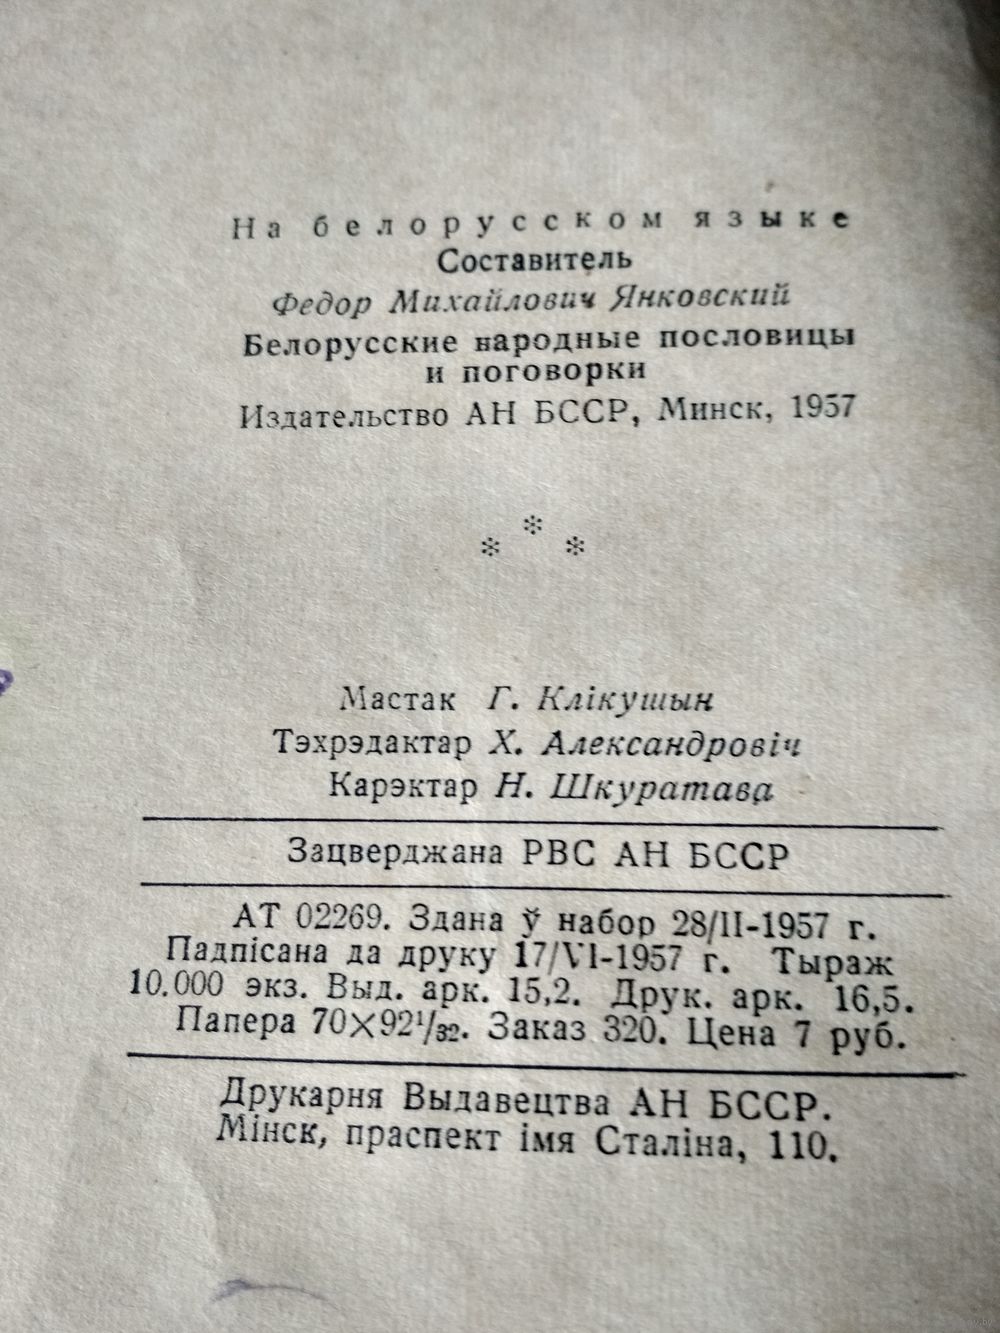 На белорусском языке
Составитель
Федор Михайлович Янковский
Белорусские народные пословицы
и поговорки
Издательство АН БССР, Минск, 1957
*
* *
Мастак Г. Клікушын
Тэхрэдактар Х. Александровіч
Карэктар Н. Шкуратава
Зацверджана РВС АН БССР
АТ 02269. Здана ў набор 28/II-1957 г.
Падпісана да друку 17/VI-1957 г. Тыраж
10.000 экз. Выд. арк. 15,2. Друк. арк. 16,5.
Папера 70×92¹/₃₂. Заказ 320. Цена 7 руб.
Друкарня Выдавецтва АН БССР.
Мінск, праспект імя Сталіна, 110.